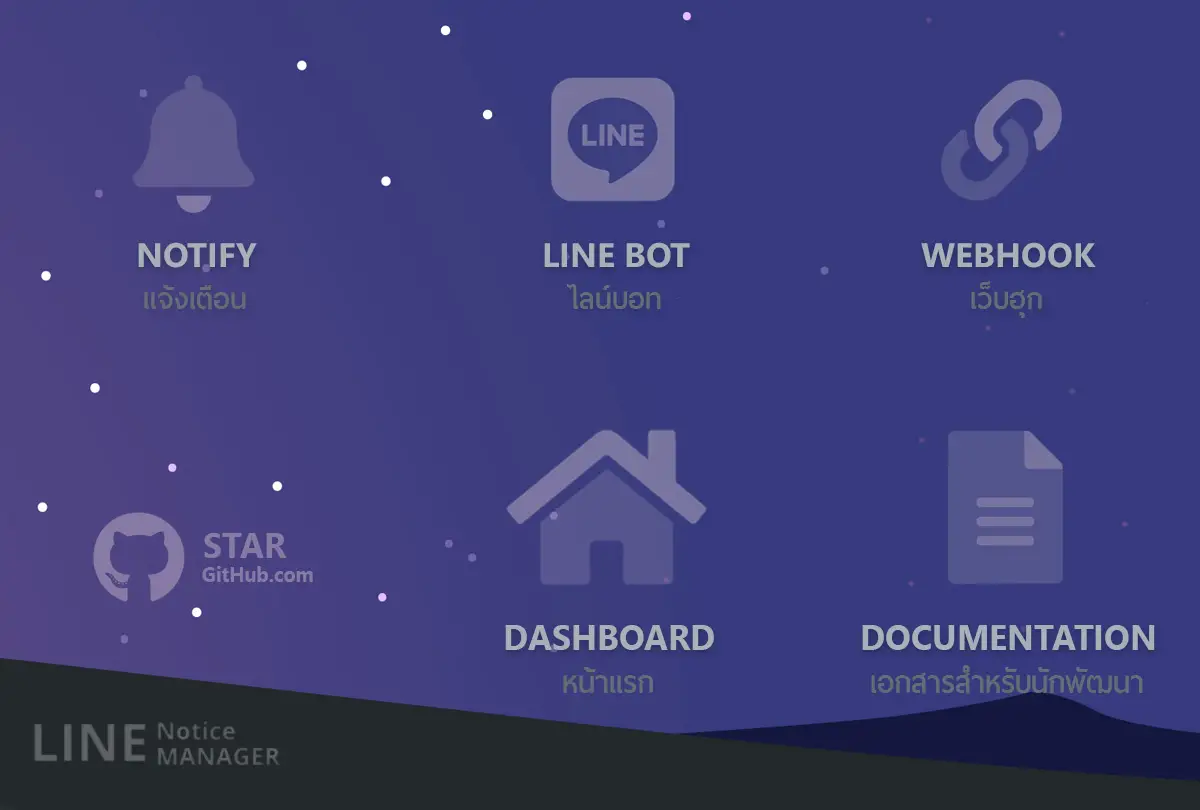 LINE
NOTIFY
แจ้งเตือน
LINE BOT
ไลน์บอท
WEBHOOK
เว็บฮุก
STAR
GitHub.com
DASHBOARD
หน้าแรก
DOCUMENTATION
เอกสารสำหรับนักพัฒนา
LINE Notice
MANAGER